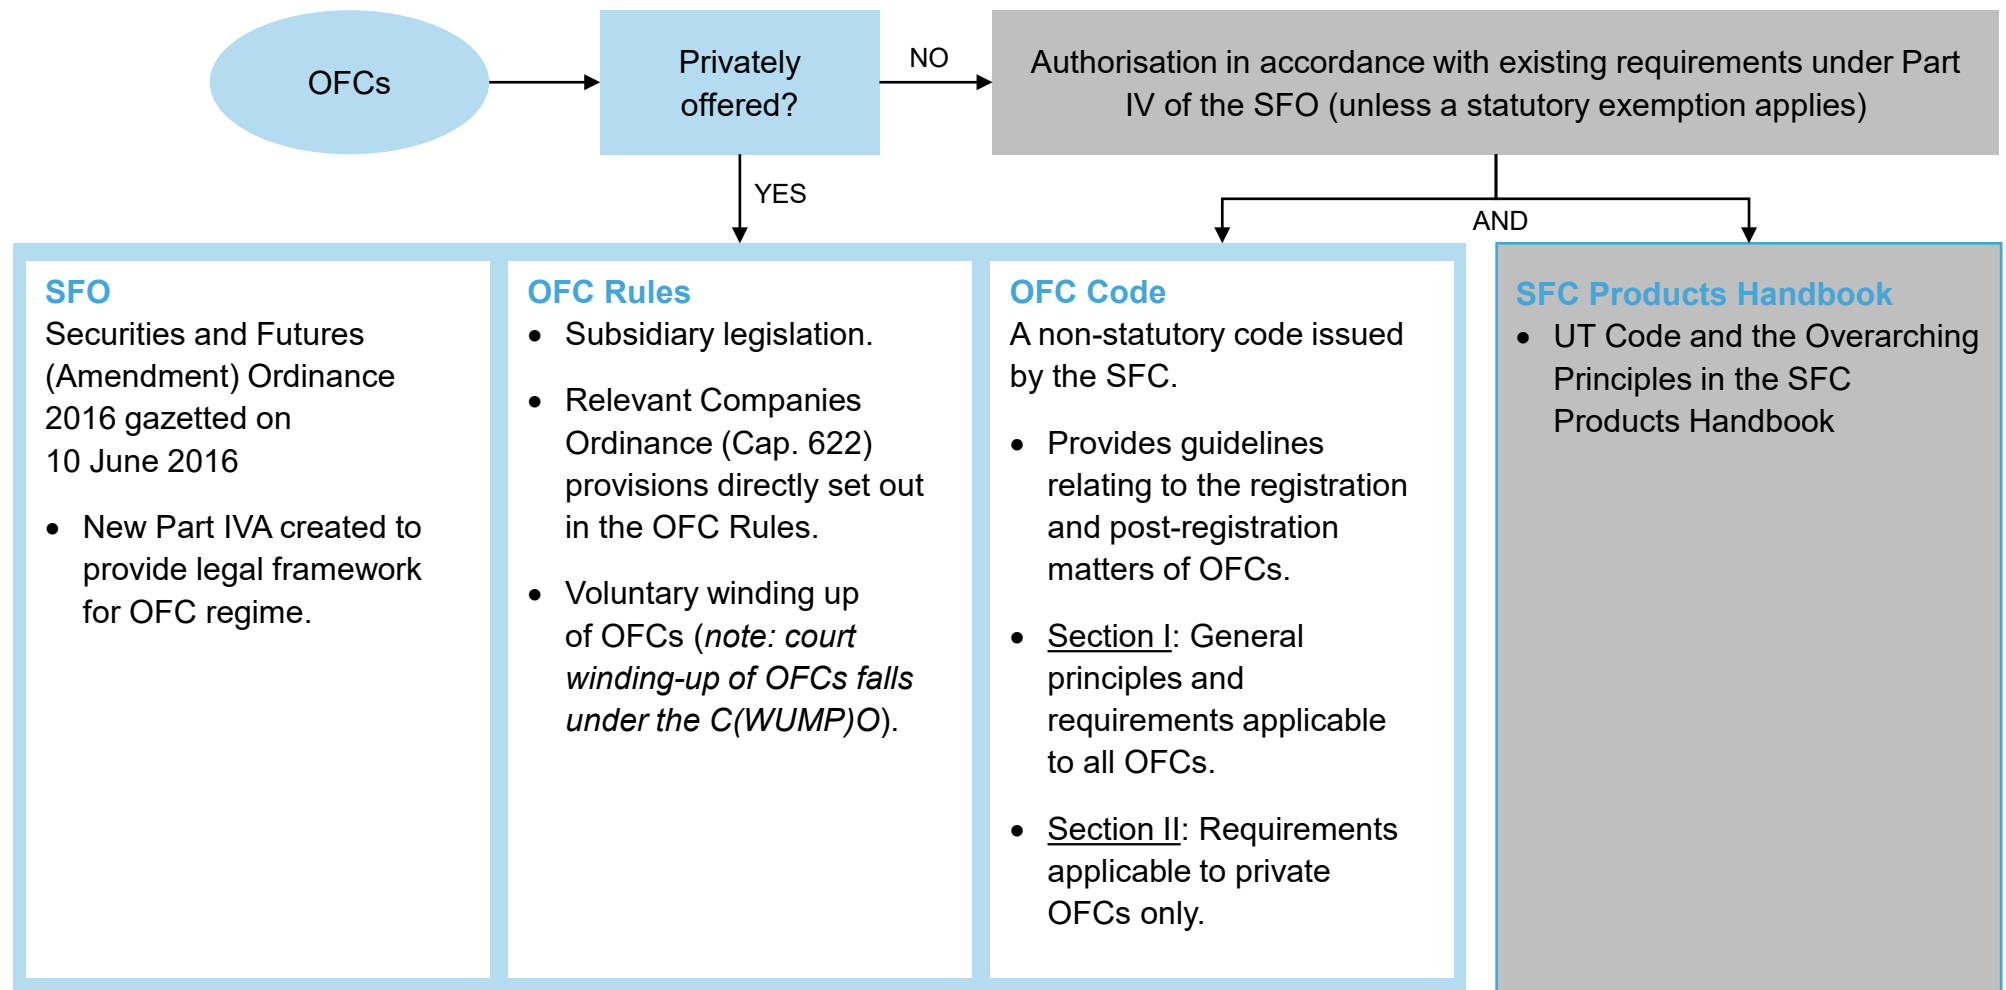 OFCs
Privately
offered?
NO
Authorisation in accordance with existing requirements under Part
IV of the SFO (unless a statutory exemption applies)
YES
AND
SFO
Securities and Futures
(Amendment) Ordinance
2016 gazetted on
10 June 2016
• New Part IVA created to
provide legal framework
for OFC regime.
OFC Rules
• Subsidiary legislation.
• Relevant Companies
Ordinance (Cap. 622)
provisions directly set out
in the OFC Rules.
• Voluntary winding up
of OFCs (note: court
winding-up of OFCs falls
under the C(WUMP)O).
OFC Code
A non-statutory code issued
by the SFC.
• Provides guidelines
relating to the registration
and post-registration
matters of OFCs.
• Section I: General
principles and
requirements applicable
to all OFCs.
• Section II: Requirements
applicable to private
OFCs only.
SFC Products Handbook
• UT Code and the Overarching
Principles in the SFC
Products Handbook